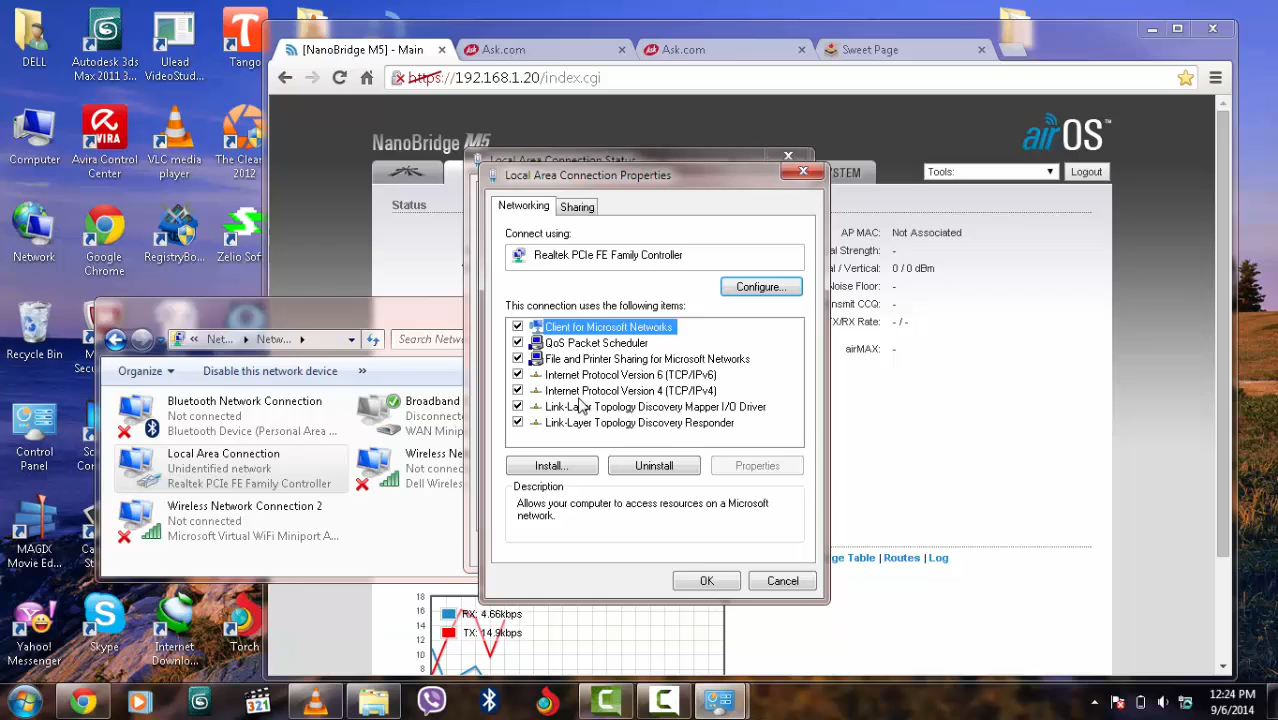 DELL
Autodesk 3ds
Max 2011 3...
Ulead
VideoStud...
Tango
Computer
Avira Control
Center
VLC media
player
The Clear
2012
Network
Google
Chrome
RegistryBo...
Zelio Sof
Recycle Bin
Control
Panel
MAGIX
Movie Ed...
Yahoo!
Messenger
Skype
Internet
Downlo...
Torch
[NanoBridge M5] - Main
Ask.com
Ask.com
Sweet Page
https://192.168.1.20/index.cgi
NanoBridge M5
airOS™
SYSTEM
Tools:
Logout
Status
AP MAC: Not Associated
al Strength: -
/ Vertical: 0 / 0 dBm
Noise Floor: -
nsmit CCQ: -
TX/RX Rate: - / -
airMAX: -
ge Table | Routes | Log
18
16
14
12
10
8
RX: 4.66kbps
TX: 14.9kbps
Net...
Netw...
Search Netwo
Organize
Disable this network device
»
Bluetooth Network Connection
Not connected
Bluetooth Device (Personal Area ...
Broadband
Disconnect
WAN Minip
Local Area Connection
Unidentified network
Realtek PCIe FE Family Controller
Wireless Ne
Not connec
Dell Wireles
Wireless Network Connection 2
Not connected
Microsoft Virtual WiFi Miniport A...
Local Area Connection Status
Local Area Connection Properties
Networking
Sharing
Connect using:
Realtek PCIe FE Family Controller
Configure...
This connection uses the following items:
Client for Microsoft Networks
QoS Packet Scheduler
File and Printer Sharing for Microsoft Networks
Internet Protocol Version 6 (TCP/IPv6)
Internet Protocol Version 4 (TCP/IPv4)
Link-Layer Topology Discovery Mapper I/O Driver
Link-Layer Topology Discovery Responder
Install...
Uninstall
Properties
Description
Allows your computer to access resources on a Microsoft
network.
OK
Cancel
321
12:24 PM
9/6/2014